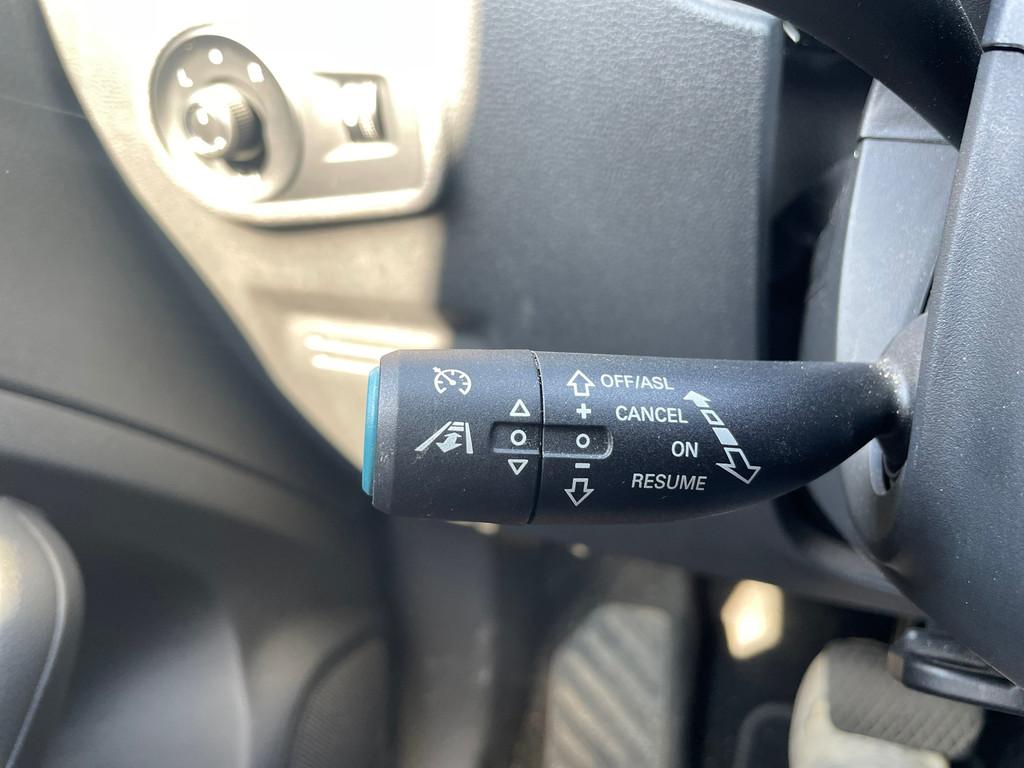 L R
OFF/ASL
+ CANCEL
ON
- RESUME